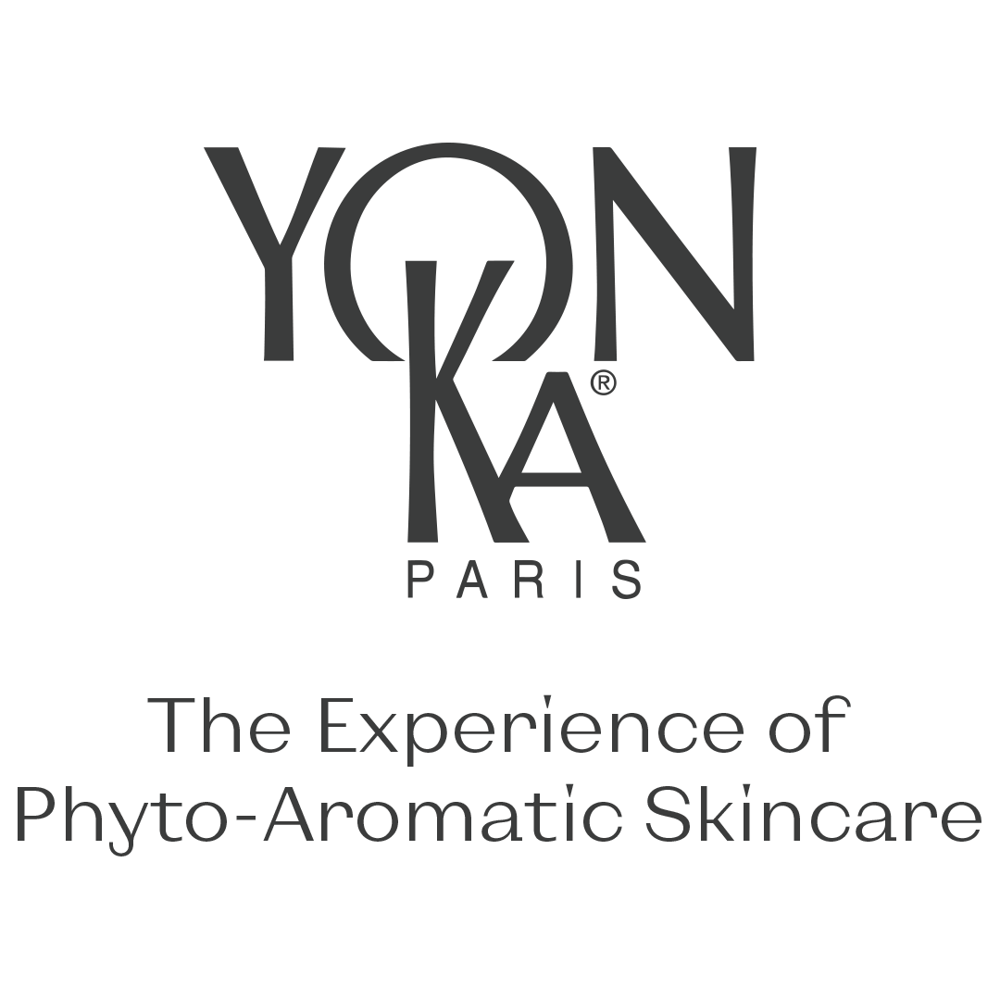 YON
KA®
PARIS
The Experience of
Phyto-Aromatic Skincare